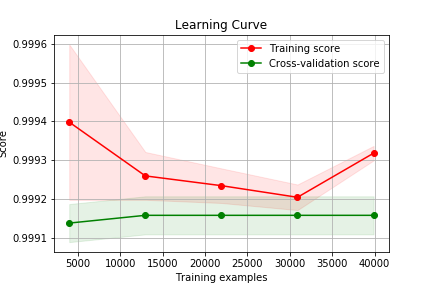 Learning Curve
Training score
Cross-validation score
0.9996
0.9995
0.9994
0.9993
0.9992
0.9991
Score
5000 10000 15000 20000 25000 30000 35000 40000
Training examples